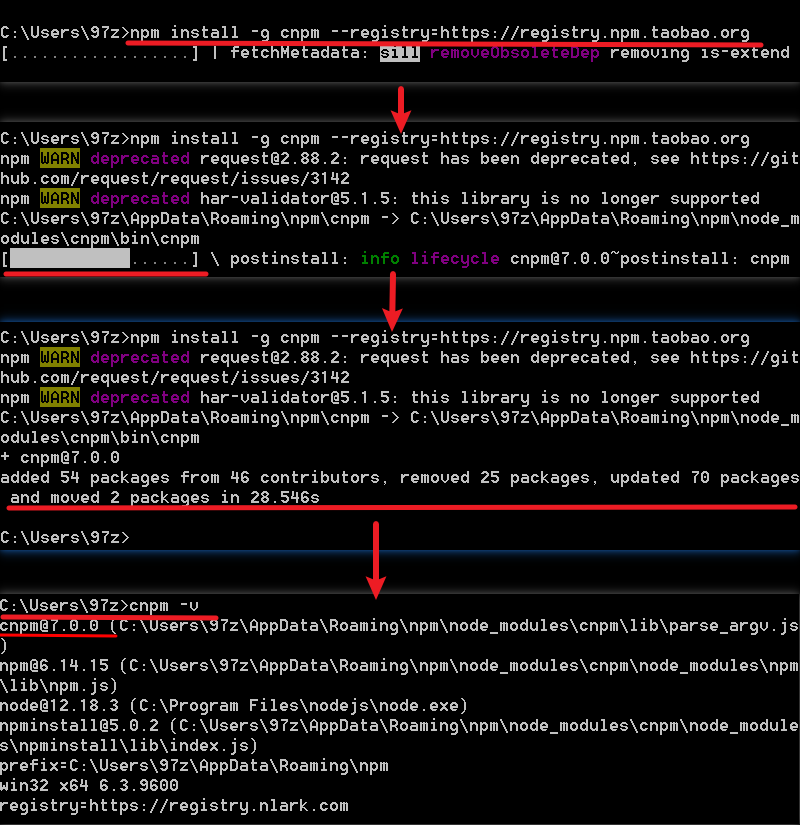 C:\Users\97z>npm install -g cnpm --registry=https://registry.npm.taobao.org
[..................] | fetchMetadata: sill removeObsoleteDep removing is-extend
C:\Users\97z>npm install -g cnpm --registry=https://registry.npm.taobao.org
npm WARN deprecated request@2.88.2: request has been deprecated, see https://git
hub.com/request/request/issues/3142
npm WARN deprecated har-validator@5.1.5: this library is no longer supported
C:\Users\97z\AppData\Roaming\npm\cnpm -> C:\Users\97z\AppData\Roaming\npm\node_m
odules\cnpm\bin\cnpm
[            ......] \ postinstall: info lifecycle cnpm@7.0.0~postinstall: cnpm
C:\Users\97z>npm install -g cnpm --registry=https://registry.npm.taobao.org
npm WARN deprecated request@2.88.2: request has been deprecated, see https://git
hub.com/request/request/issues/3142
npm WARN deprecated har-validator@5.1.5: this library is no longer supported
C:\Users\97z\AppData\Roaming\npm\cnpm -> C:\Users\97z\AppData\Roaming\npm\node_m
odules\cnpm\bin\cnpm
+ cnpm@7.0.0
added 54 packages from 46 contributors, removed 25 packages, updated 70 packages
 and moved 2 packages in 28.546s
C:\Users\97z>
C:\Users\97z>cnpm -v
cnpm@7.0.0 (C:\Users\97z\AppData\Roaming\npm\node_modules\cnpm\lib\parse_argv.js
)
npm@6.14.15 (C:\Users\97z\AppData\Roaming\npm\node_modules\cnpm\node_modules\npm
\lib\npm.js)
node@12.18.3 (C:\Program Files\nodejs\node.exe)
npminstall@5.0.2 (C:\Users\97z\AppData\Roaming\npm\node_modules\cnpm\node_module
s\npminstall\lib\index.js)
prefix=C:\Users\97z\AppData\Roaming\npm
win32 x64 6.3.9600
registry=https://registry.nlark.com